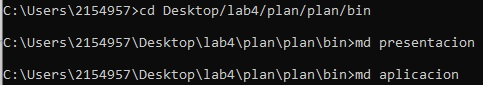 C:\Users\2154957>cd Desktop/lab4/plan/plan/bin
C:\Users\2154957\Desktop\lab4\plan\plan\bin>md presentacion
C:\Users\2154957\Desktop\lab4\plan\plan\bin>md aplicacion